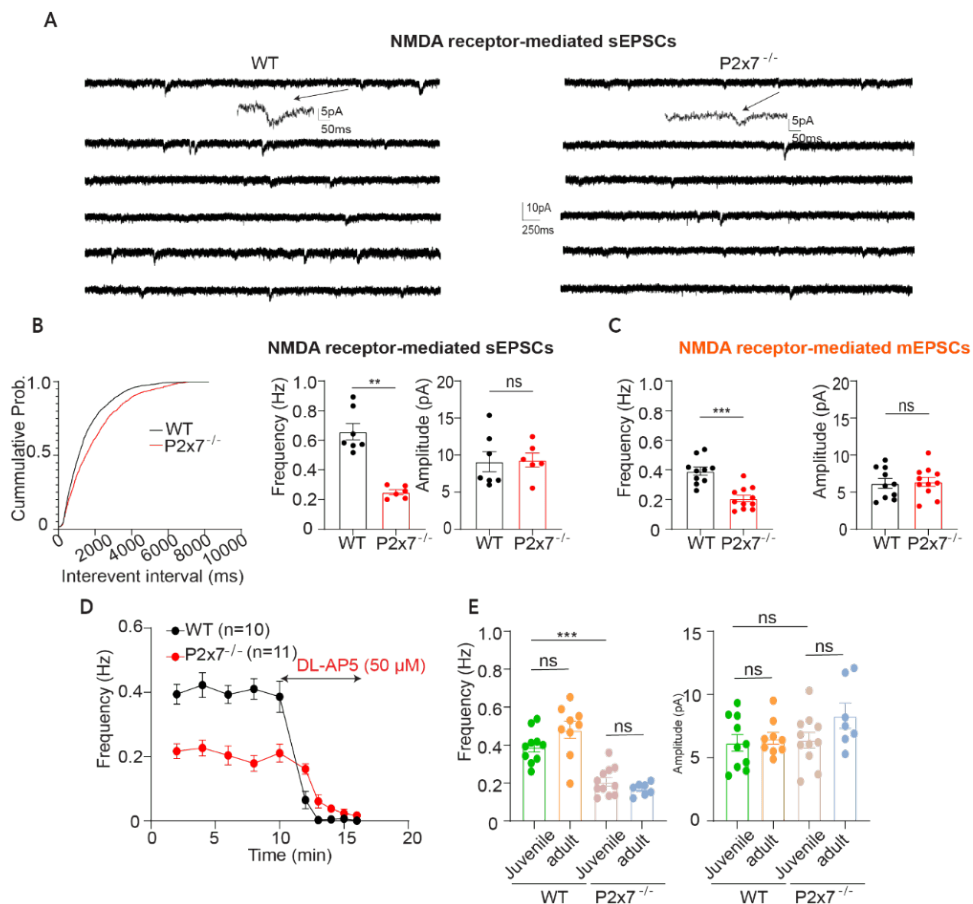 A
NMDA receptor-mediated sEPSCs
WT
P2x7 -/-
5pA
50ms
5pA
50ms
10pA
250ms
B
NMDA receptor-mediated sEPSCs
Cummulative Prob.
1.0
0.5
0
WT
P2x7-/-
0
2000
4000
6000
8000
10000
Interevent interval (ms)
Frequency (Hz)
1.0
0.8
0.6
0.4
0.2
0
**
WT P2x7-/-
Amplitude (pA)
20
15
10
5
0
ns
WT P2x7-/-
C
NMDA receptor-mediated mEPSCs
Frequency (Hz)
1.0
0.8
0.6
0.4
0.2
0
***
WT P2x7-/-
Amplitude (pA)
20
15
10
5
0
ns
WT P2x7-/-
D
Frequency (Hz)
0.6
0.4
0.2
0
WT (n=10)
P2x7-/- (n=11)
DL-AP5 (50 µM)
0 5 10 15 20
Time (min)
E
Frequency (Hz)
1.0
0.8
0.6
0.4
0.2
0
***
ns
ns
Juvenile
adult
Juvenile
adult
WT P2x7 -/-
Amplitude (pA)
15
10
5
0
ns
ns
ns
Juvenile
adult
Juvenile
adult
WT P2x7 -/-